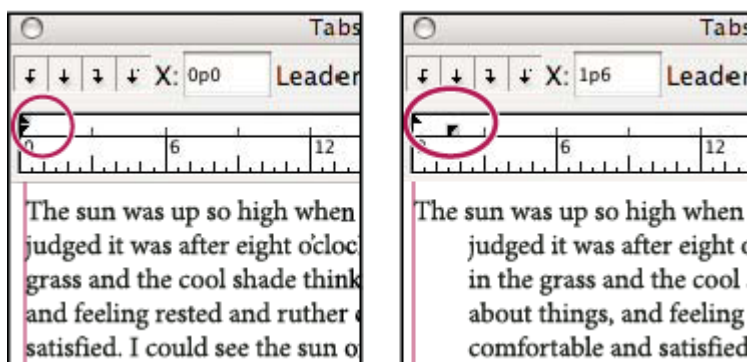 Tabs
X: 0p0 Leader
0 6 12
The sun was up so high when
judged it was after eight o'cloc
grass and the cool shade think
and feeling rested and ruther
satisfied. I could see the sun o
Tabs
X: 1p6 Leader
6 12
The sun was up so high when
judged it was after eight
in the grass and the cool
about things, and feeling
comfortable and satisfied